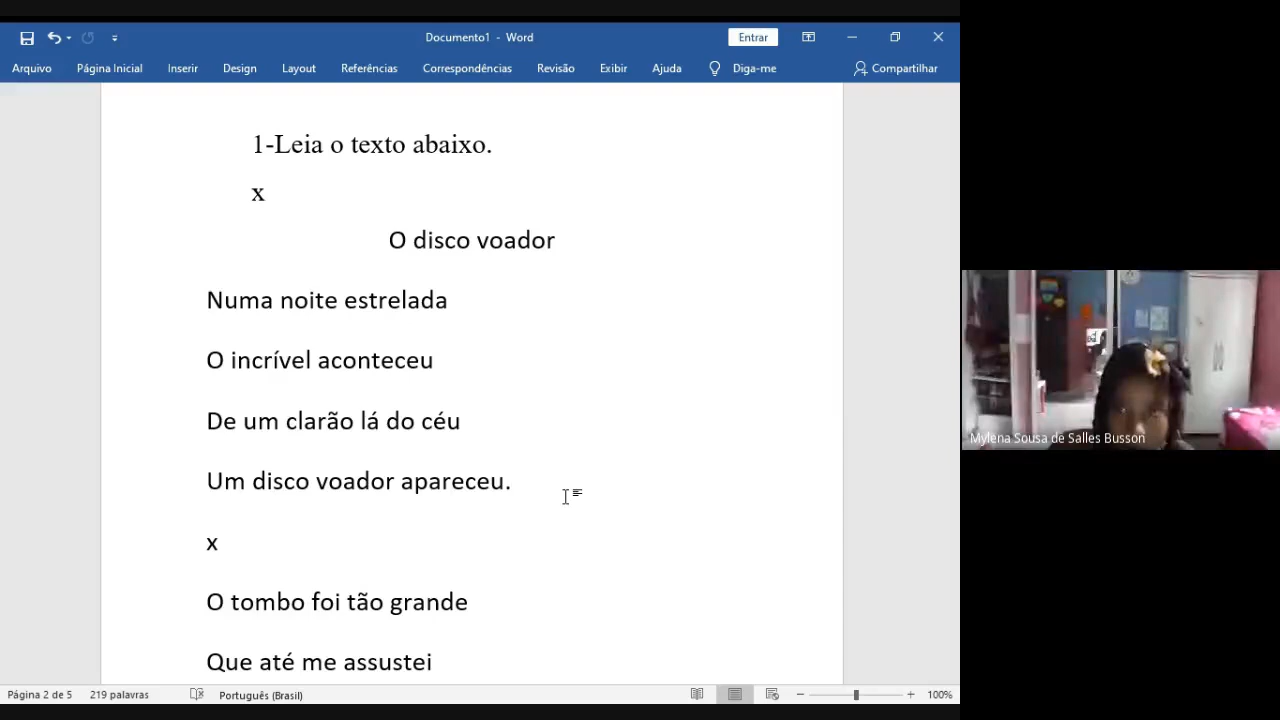 Documento1 - Word
Entrar
Arquivo Página Inicial Inserir Design Layout Referências Correspondências Revisão Exibir Ajuda Diga-me Compartilhar
1-Leia o texto abaixo.
x
O disco voador
Numa noite estrelada
O incrível aconteceu
De um clarão lá do céu
Um disco voador apareceu.
x
O tombo foi tão grande
Que até me assustei
Mylena Sousa de Salles Busson
Página 2 de 5 219 palavras Português (Brasil) 100%